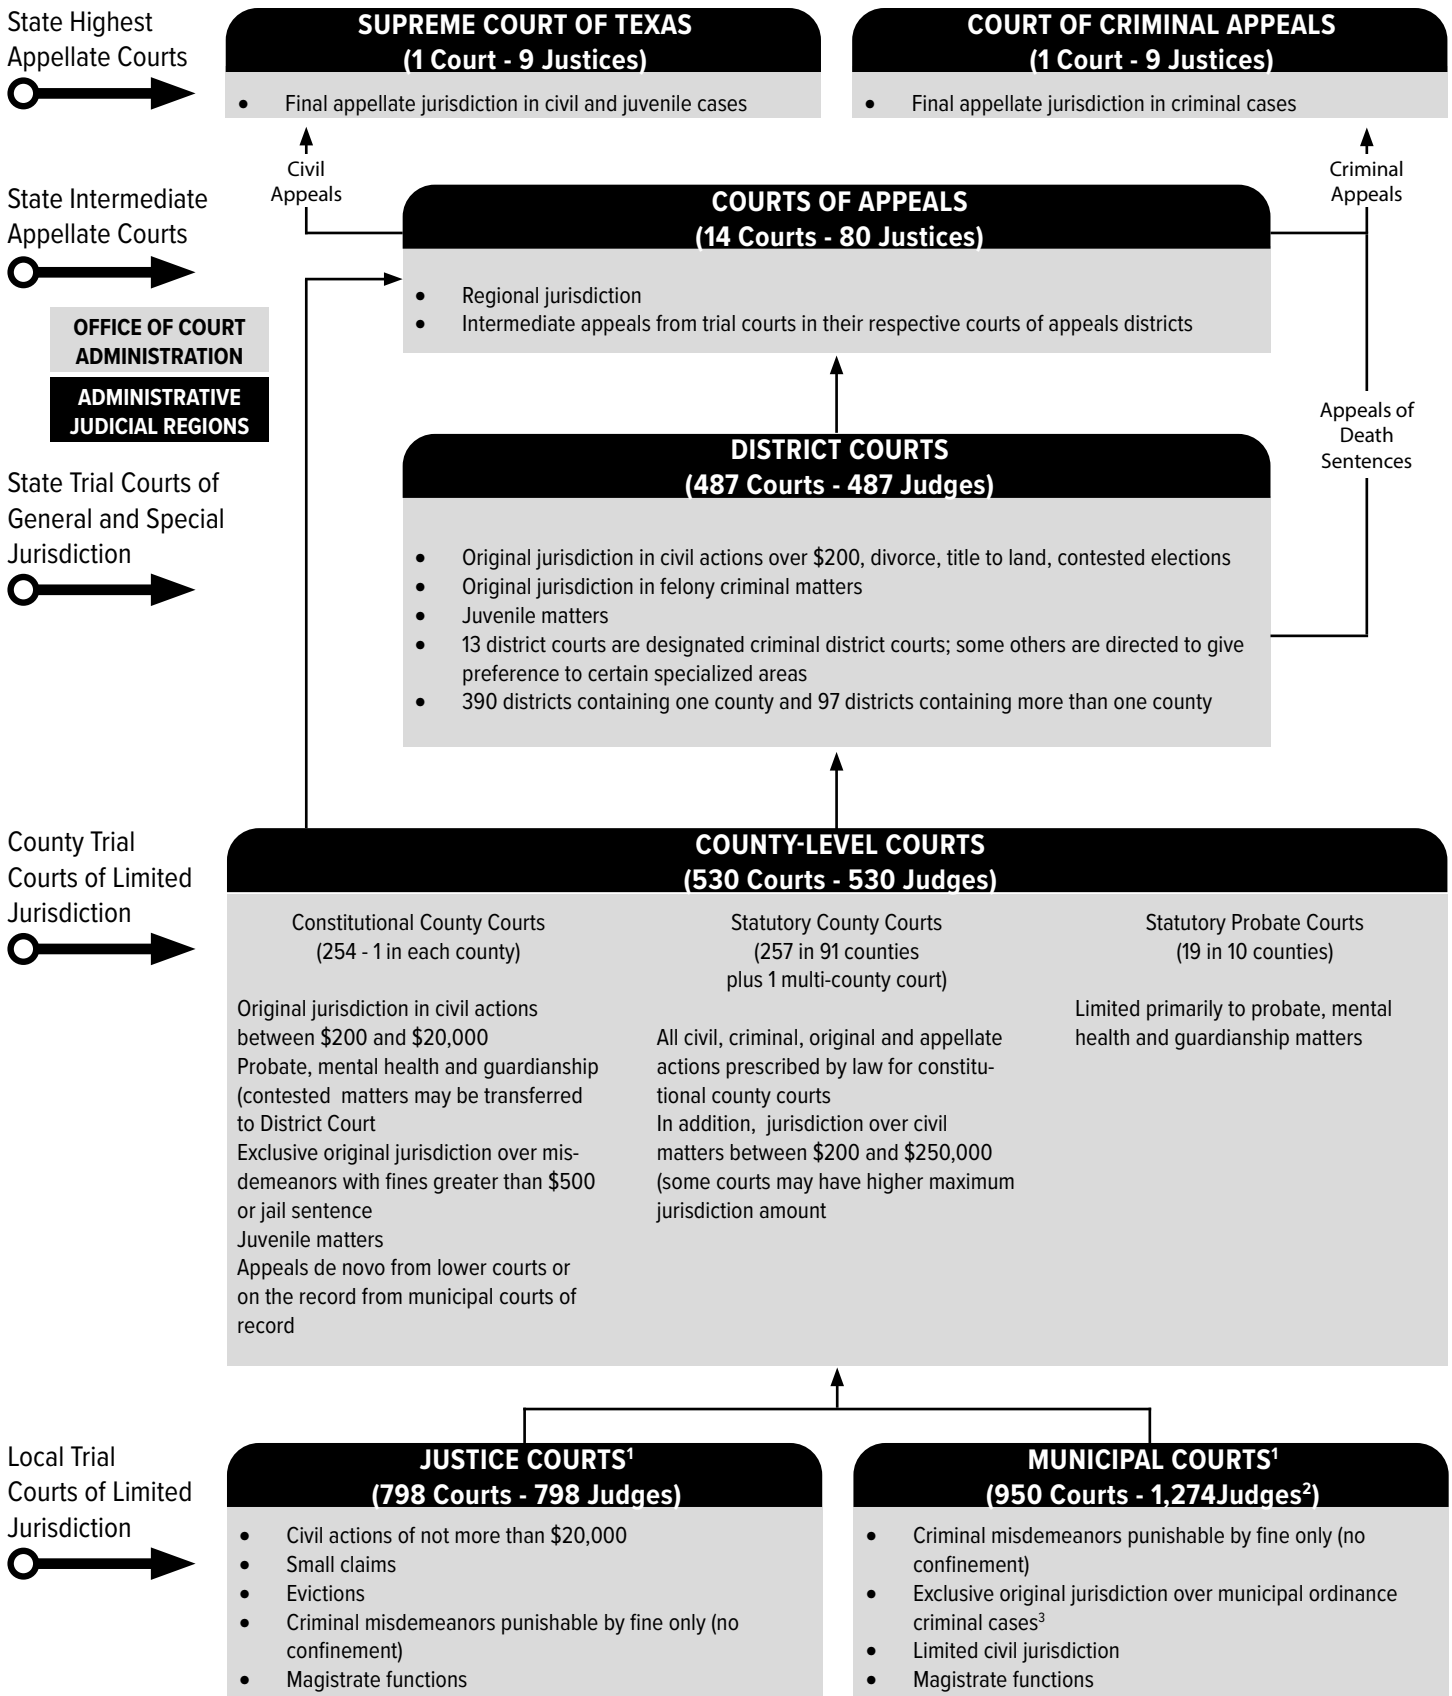 State Highest
Appellate Courts
SUPREME COURT OF TEXAS
(1 Court - 9 Justices)
• Final appellate jurisdiction in civil and juvenile cases
COURT OF CRIMINAL APPEALS
(1 Court - 9 Justices)
• Final appellate jurisdiction in criminal cases
Civil
Appeals
Criminal
Appeals
State Intermediate
Appellate Courts
COURTS OF APPEALS
(14 Courts - 80 Justices)
• Regional jurisdiction
• Intermediate appeals from trial courts in their respective courts of appeals districts
OFFICE OF COURT
ADMINISTRATION
ADMINISTRATIVE
JUDICIAL REGIONS
Appeals of
Death
Sentences
State Trial Courts of
General and Special
Jurisdiction
DISTRICT COURTS
(487 Courts - 487 Judges)
• Original jurisdiction in civil actions over $200, divorce, title to land, contested elections
• Original jurisdiction in felony criminal matters
• Juvenile matters
• 13 district courts are designated criminal district courts; some others are directed to give
preference to certain specialized areas
• 390 districts containing one county and 97 districts containing more than one county
County Trial
Courts of Limited
Jurisdiction
COUNTY-LEVEL COURTS
(530 Courts - 530 Judges)
Constitutional County Courts
(254 - 1 in each county)
Original jurisdiction in civil actions
between $200 and $20,000
Probate, mental health and guardianship
(contested  matters may be transferred
to District Court
Exclusive original jurisdiction over mis-
demeanors with fines greater than $500
or jail sentence
Juvenile matters
Appeals de novo from lower courts or
on the record from municipal courts of
record
Statutory County Courts
(257 in 91 counties
plus 1 multi-county court)
All civil, criminal, original and appellate
actions prescribed by law for constitu-
tional county courts
In addition,  jurisdiction over civil
matters between $200 and $250,000
(some courts may have higher maximum
jurisdiction amount
Statutory Probate Courts
(19 in 10 counties)
Limited primarily to probate, mental
health and guardianship matters
Local Trial
Courts of Limited
Jurisdiction
JUSTICE COURTS¹
(798 Courts - 798 Judges)
• Civil actions of not more than $20,000
• Small claims
• Evictions
• Criminal misdemeanors punishable by fine only (no
confinement)
• Magistrate functions
MUNICIPAL COURTS¹
(950 Courts - 1,274Judges²)
• Criminal misdemeanors punishable by fine only (no
confinement)
• Exclusive original jurisdiction over municipal ordinance
criminal cases³
• Limited civil jurisdiction
• Magistrate functions